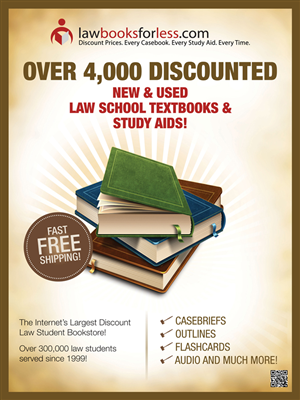 lawbooksforless.com
Discount Prices. Every Casebook. Every Study Aid. Every Time.
OVER 4,000 DISCOUNTED
NEW & USED
LAW SCHOOL TEXTBOOKS &
STUDY AIDS!
FAST
FREE
SHIPPING!
The Internet's Largest Discount
Law Student Bookstore!
Over 300,000 law students
served since 1999!
CASEBRIEFS
OUTLINES
FLASHCARDS
AUDIO AND MUCH MORE!